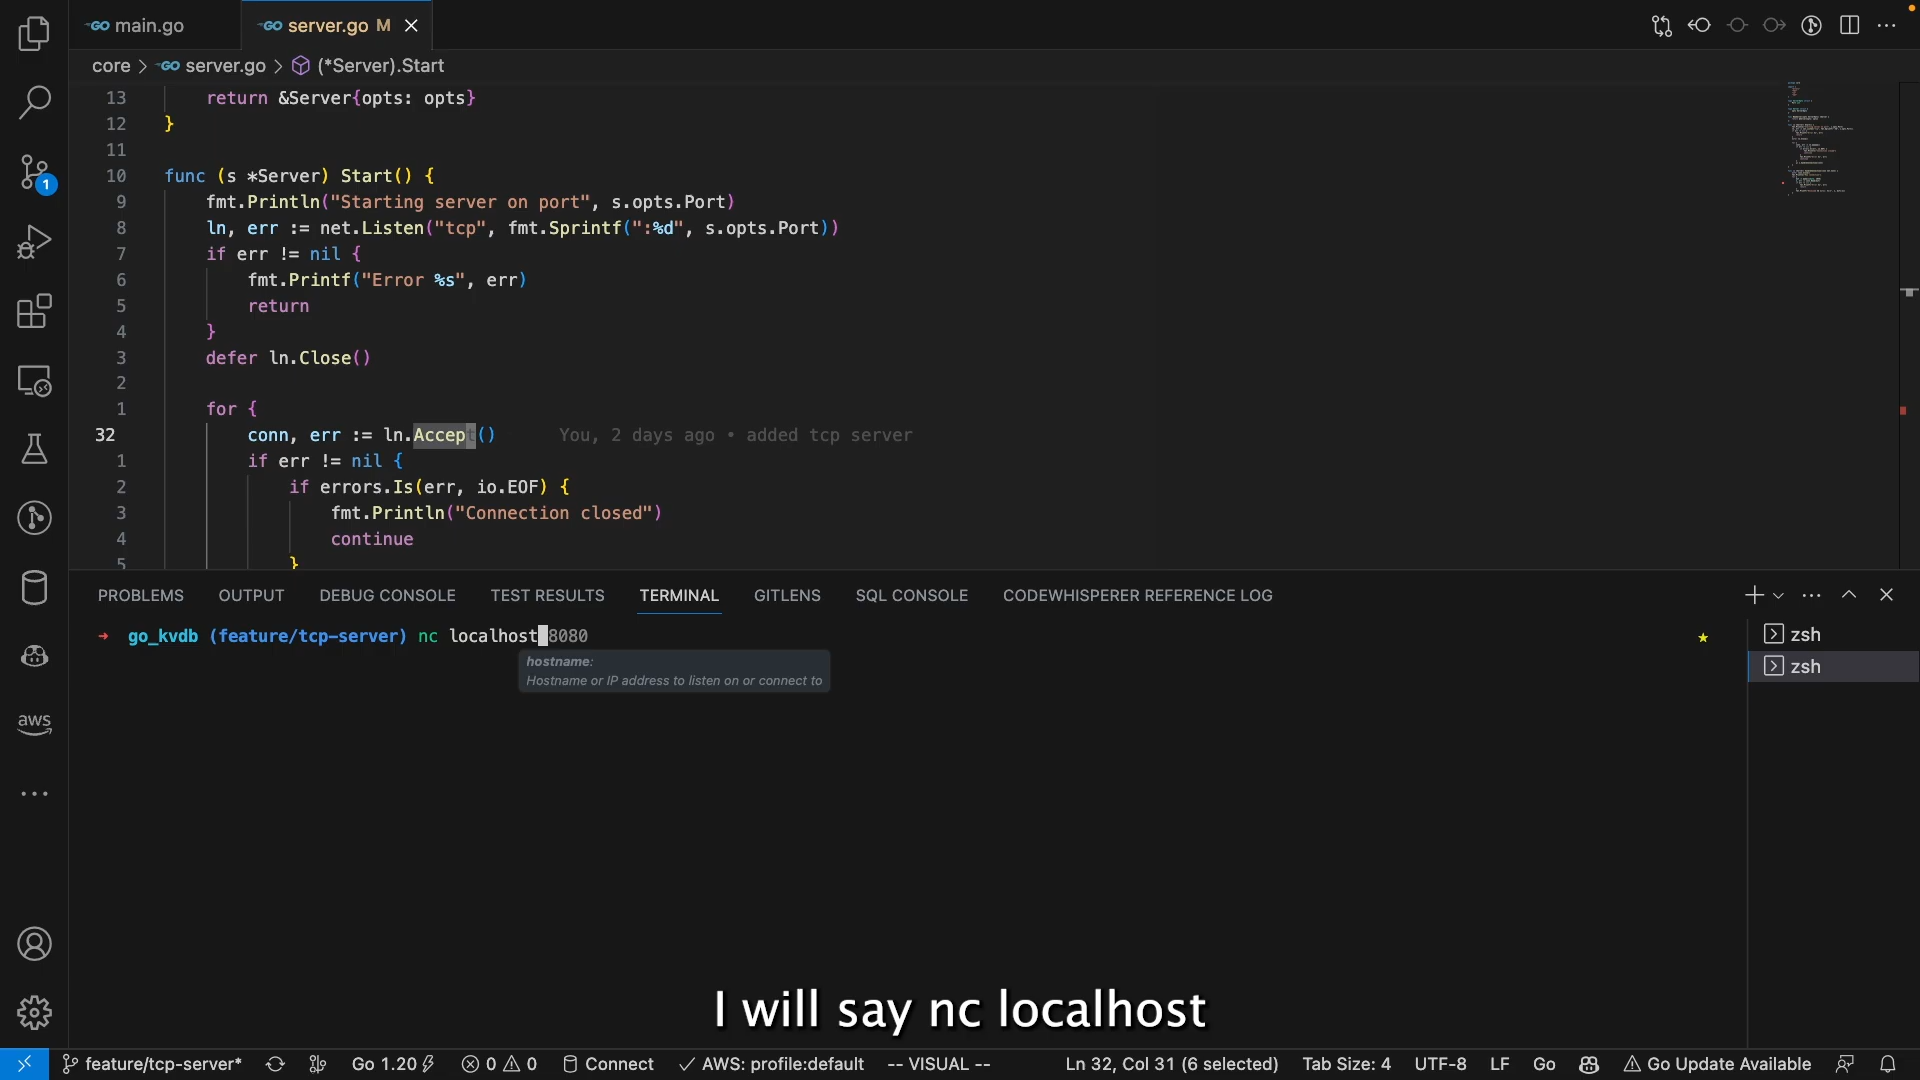 GO main.go
GO server.go M
core > GO server.go > (*Server).Start
13 return &Server{opts: opts}
12 }
11
10 func (s *Server) Start() {
9 fmt.Println("Starting server on port", s.opts.Port)
8 ln, err := net.Listen("tcp", fmt.Sprintf(":%d", s.opts.Port))
7 if err != nil {
6 fmt.Printf("Error %s", err)
5 return
4 }
3 defer ln.Close()
2
1 for {
32 conn, err := ln.Accept() You, 2 days ago • added tcp server
1 if err != nil {
2 if errors.Is(err, io.EOF) {
3 fmt.Println("Connection closed")
4 continue
5 }
1
PROBLEMS OUTPUT DEBUG CONSOLE TEST RESULTS TERMINAL GITLENS SQL CONSOLE CODEWHISPERER REFERENCE LOG
→ go_kvdb (feature/tcp-server) nc localhost 8080
hostname:
Hostname or IP address to listen on or connect to
zsh
zsh
aws
I will say nc localhost
feature/tcp-server* Go 1.20 0 0 Connect AWS: profile:default -- VISUAL -- Ln 32, Col 31 (6 selected) Tab Size: 4 UTF-8 LF Go Go Update Available